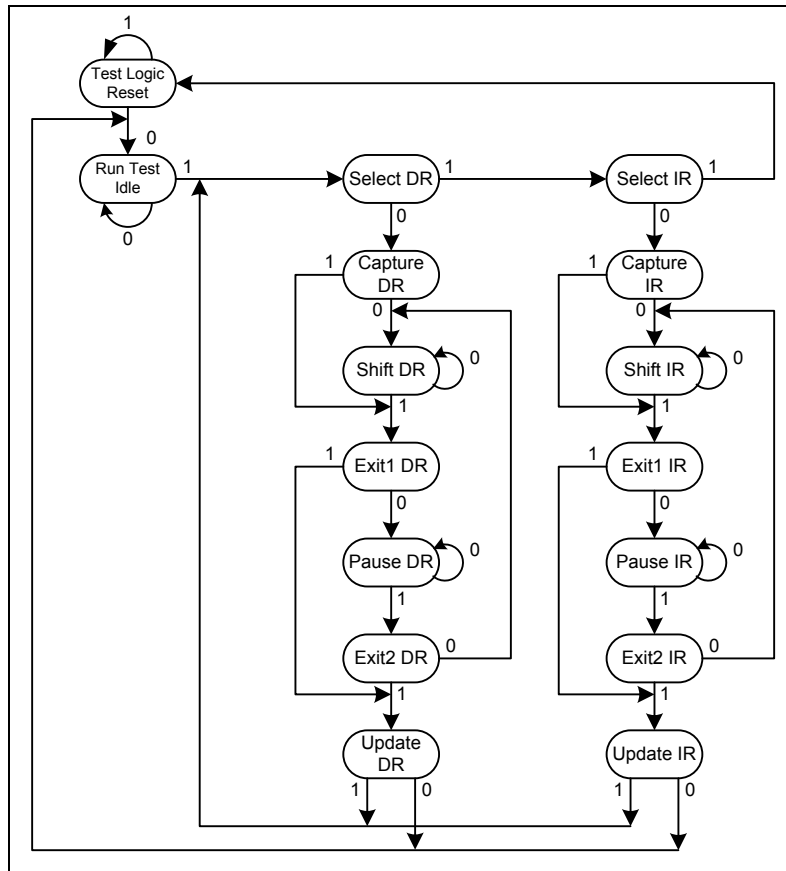 1
Test Logic
Reset
0
Run Test
Idle
1
0
Select DR
1
Select IR
1
0
0
Capture
DR
1
0
Capture
IR
1
0
Shift DR
0
1
Shift IR
0
1
Exit1 DR
1
0
Exit1 IR
1
0
Pause DR
0
1
Pause IR
0
1
Exit2 DR
0
1
Exit2 IR
0
1
Update
DR
1
0
Update IR
1
0